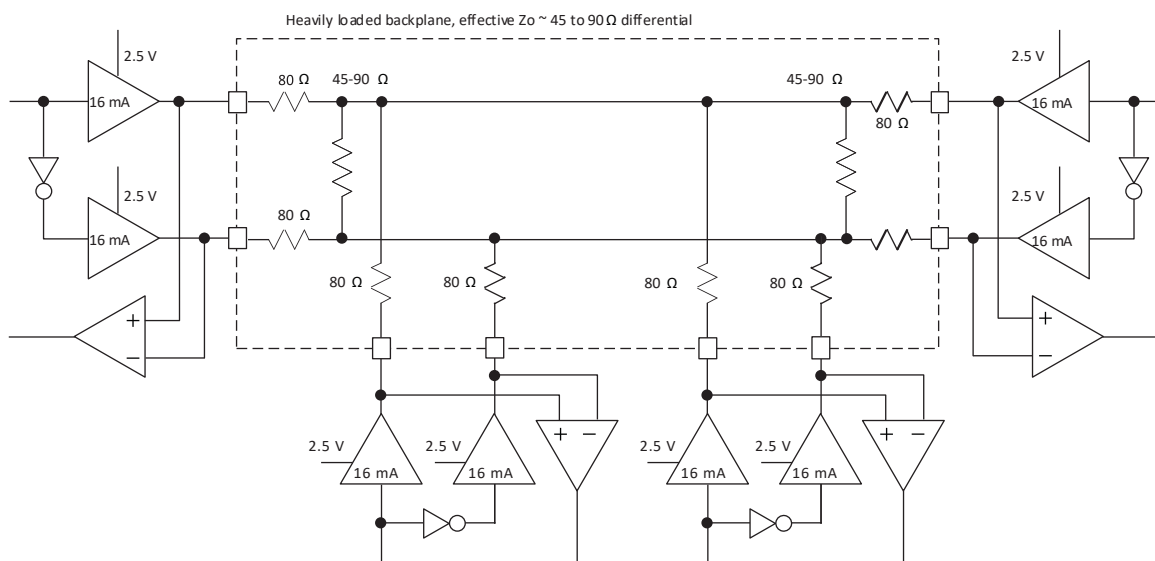 Heavily loaded backplane, effective Zo ~ 45 to 90 Ω differential
2.5 V
80 Ω
45-90 Ω
45-90 Ω
2.5 V
16 mA
80 Ω
16 mA
2.5 V
80 Ω
2.5 V
16 mA
16 mA
80 Ω
80 Ω
80 Ω
80 Ω
+
−
+
−
+ −
+ −
2.5 V
2.5 V
2.5 V
2.5 V
16 mA
16 mA
16 mA
16 mA